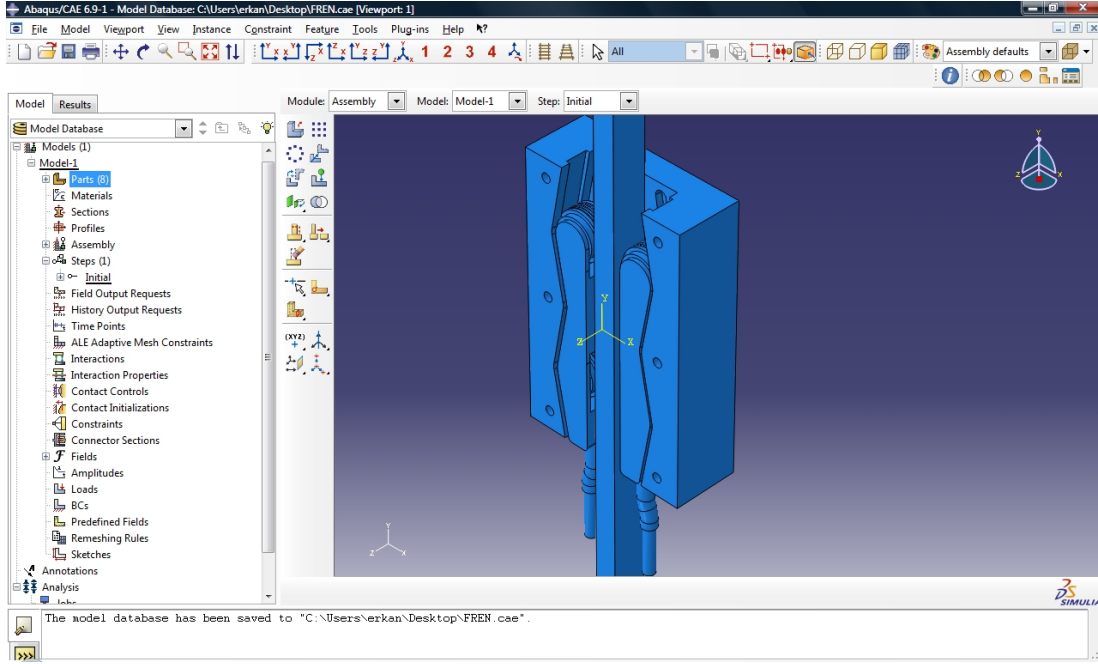 Abaqus/CAE 6.9-1 - Model Database: C:\Users\erkan\Desktop\FREN.cae [Viewport: 1]
File Model Viewport View Instance Constraint Feature Tools Plug-ins Help
1 2 3 4 All Assembly defaults
Model Results
Module: Assembly Model: Model-1 Step: Initial
Model Database
Models (1)
Model-1
Parts (8)
Materials
Sections
Profiles
Assembly
Steps (1)
Initial
Field Output Requests
History Output Requests
Time Points
ALE Adaptive Mesh Constraints
Interactions
Interaction Properties
Contact Controls
Contact Initializations
Constraints
Connector Sections
Fields
Amplitudes
Loads
BCs
Predefined Fields
Remeshing Rules
Sketches
Annotations
Analysis
Jobs
(XYZ)
Y
Z X
Y
Z X
Y
Z X
SIMULIA
The model database has been saved to "C:\Users\erkan\Desktop\FREN.cae".
>>>